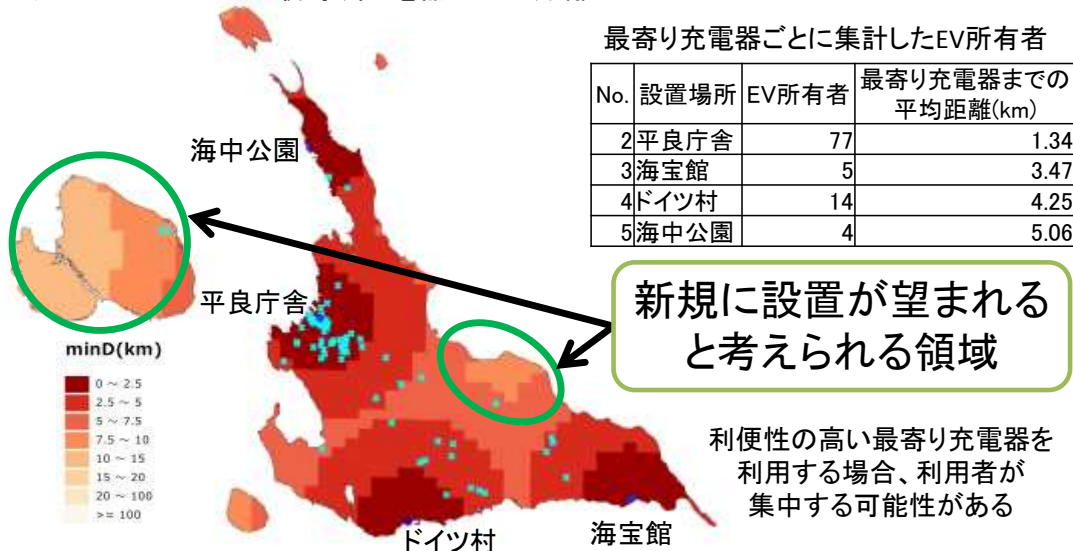 最寄り充電器ごとに集計したEV所有者
No. 設置場所 EV所有者 最寄り充電器までの
平均距離(km)
2 平良庁舎 77 1.34
3 海宝館 5 3.47
4 ドイツ村 14 4.25
5 海中公園 4 5.06
海中公園
平良庁舎
新規に設置が望まれる
と考えられる領域
minD(km)
0 ~ 2.5
2.5 ~ 5
5 ~ 7.5
7.5 ~ 10
10 ~ 15
15 ~ 20
20 ~ 100
>= 100
利便性の高い最寄り充電器を
利用する場合、利用者が
集中する可能性がある
ドイツ村
海宝館